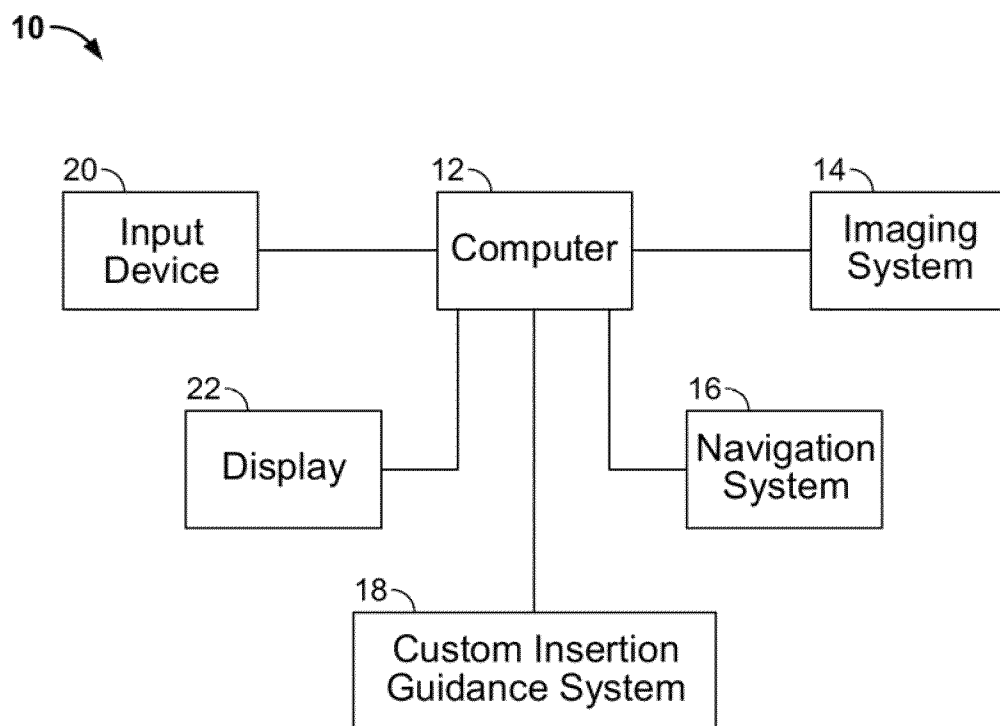 10
20
12
14
Input
Device
Computer
Imaging
System
22
16
Display
Navigation
System
18
Custom Insertion
Guidance System